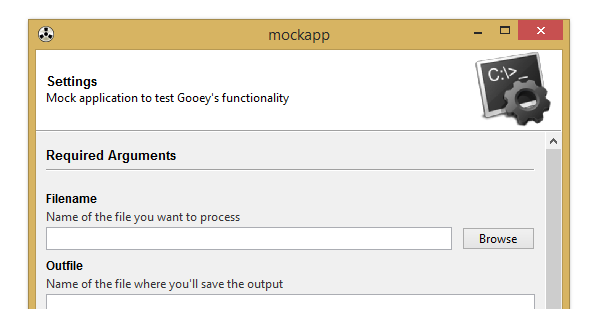 mockapp
Settings
Mock application to test Gooey's functionality
C:\>_
Required Arguments
Filename
Name of the file you want to process
Browse
Outfile
Name of the file where you'll save the output